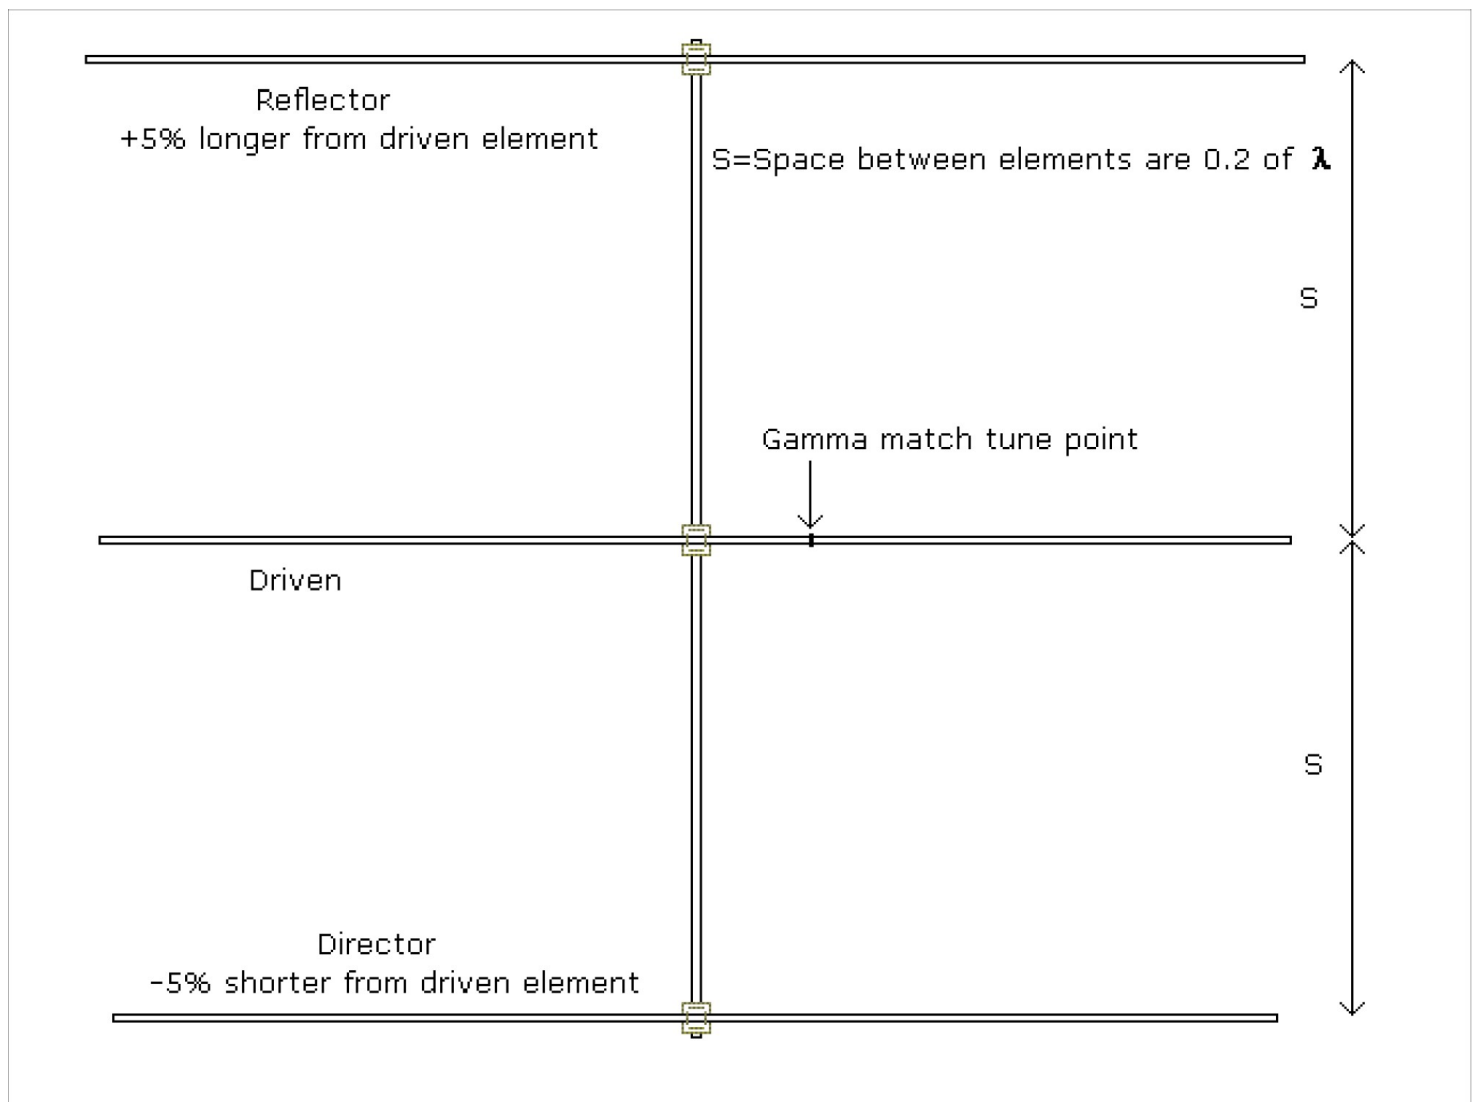 Reflector
+5% longer from driven element
S=Space between elements are 0.2 of λ
S
Gamma match tune point
Driven
S
Director
-5% shorter from driven element